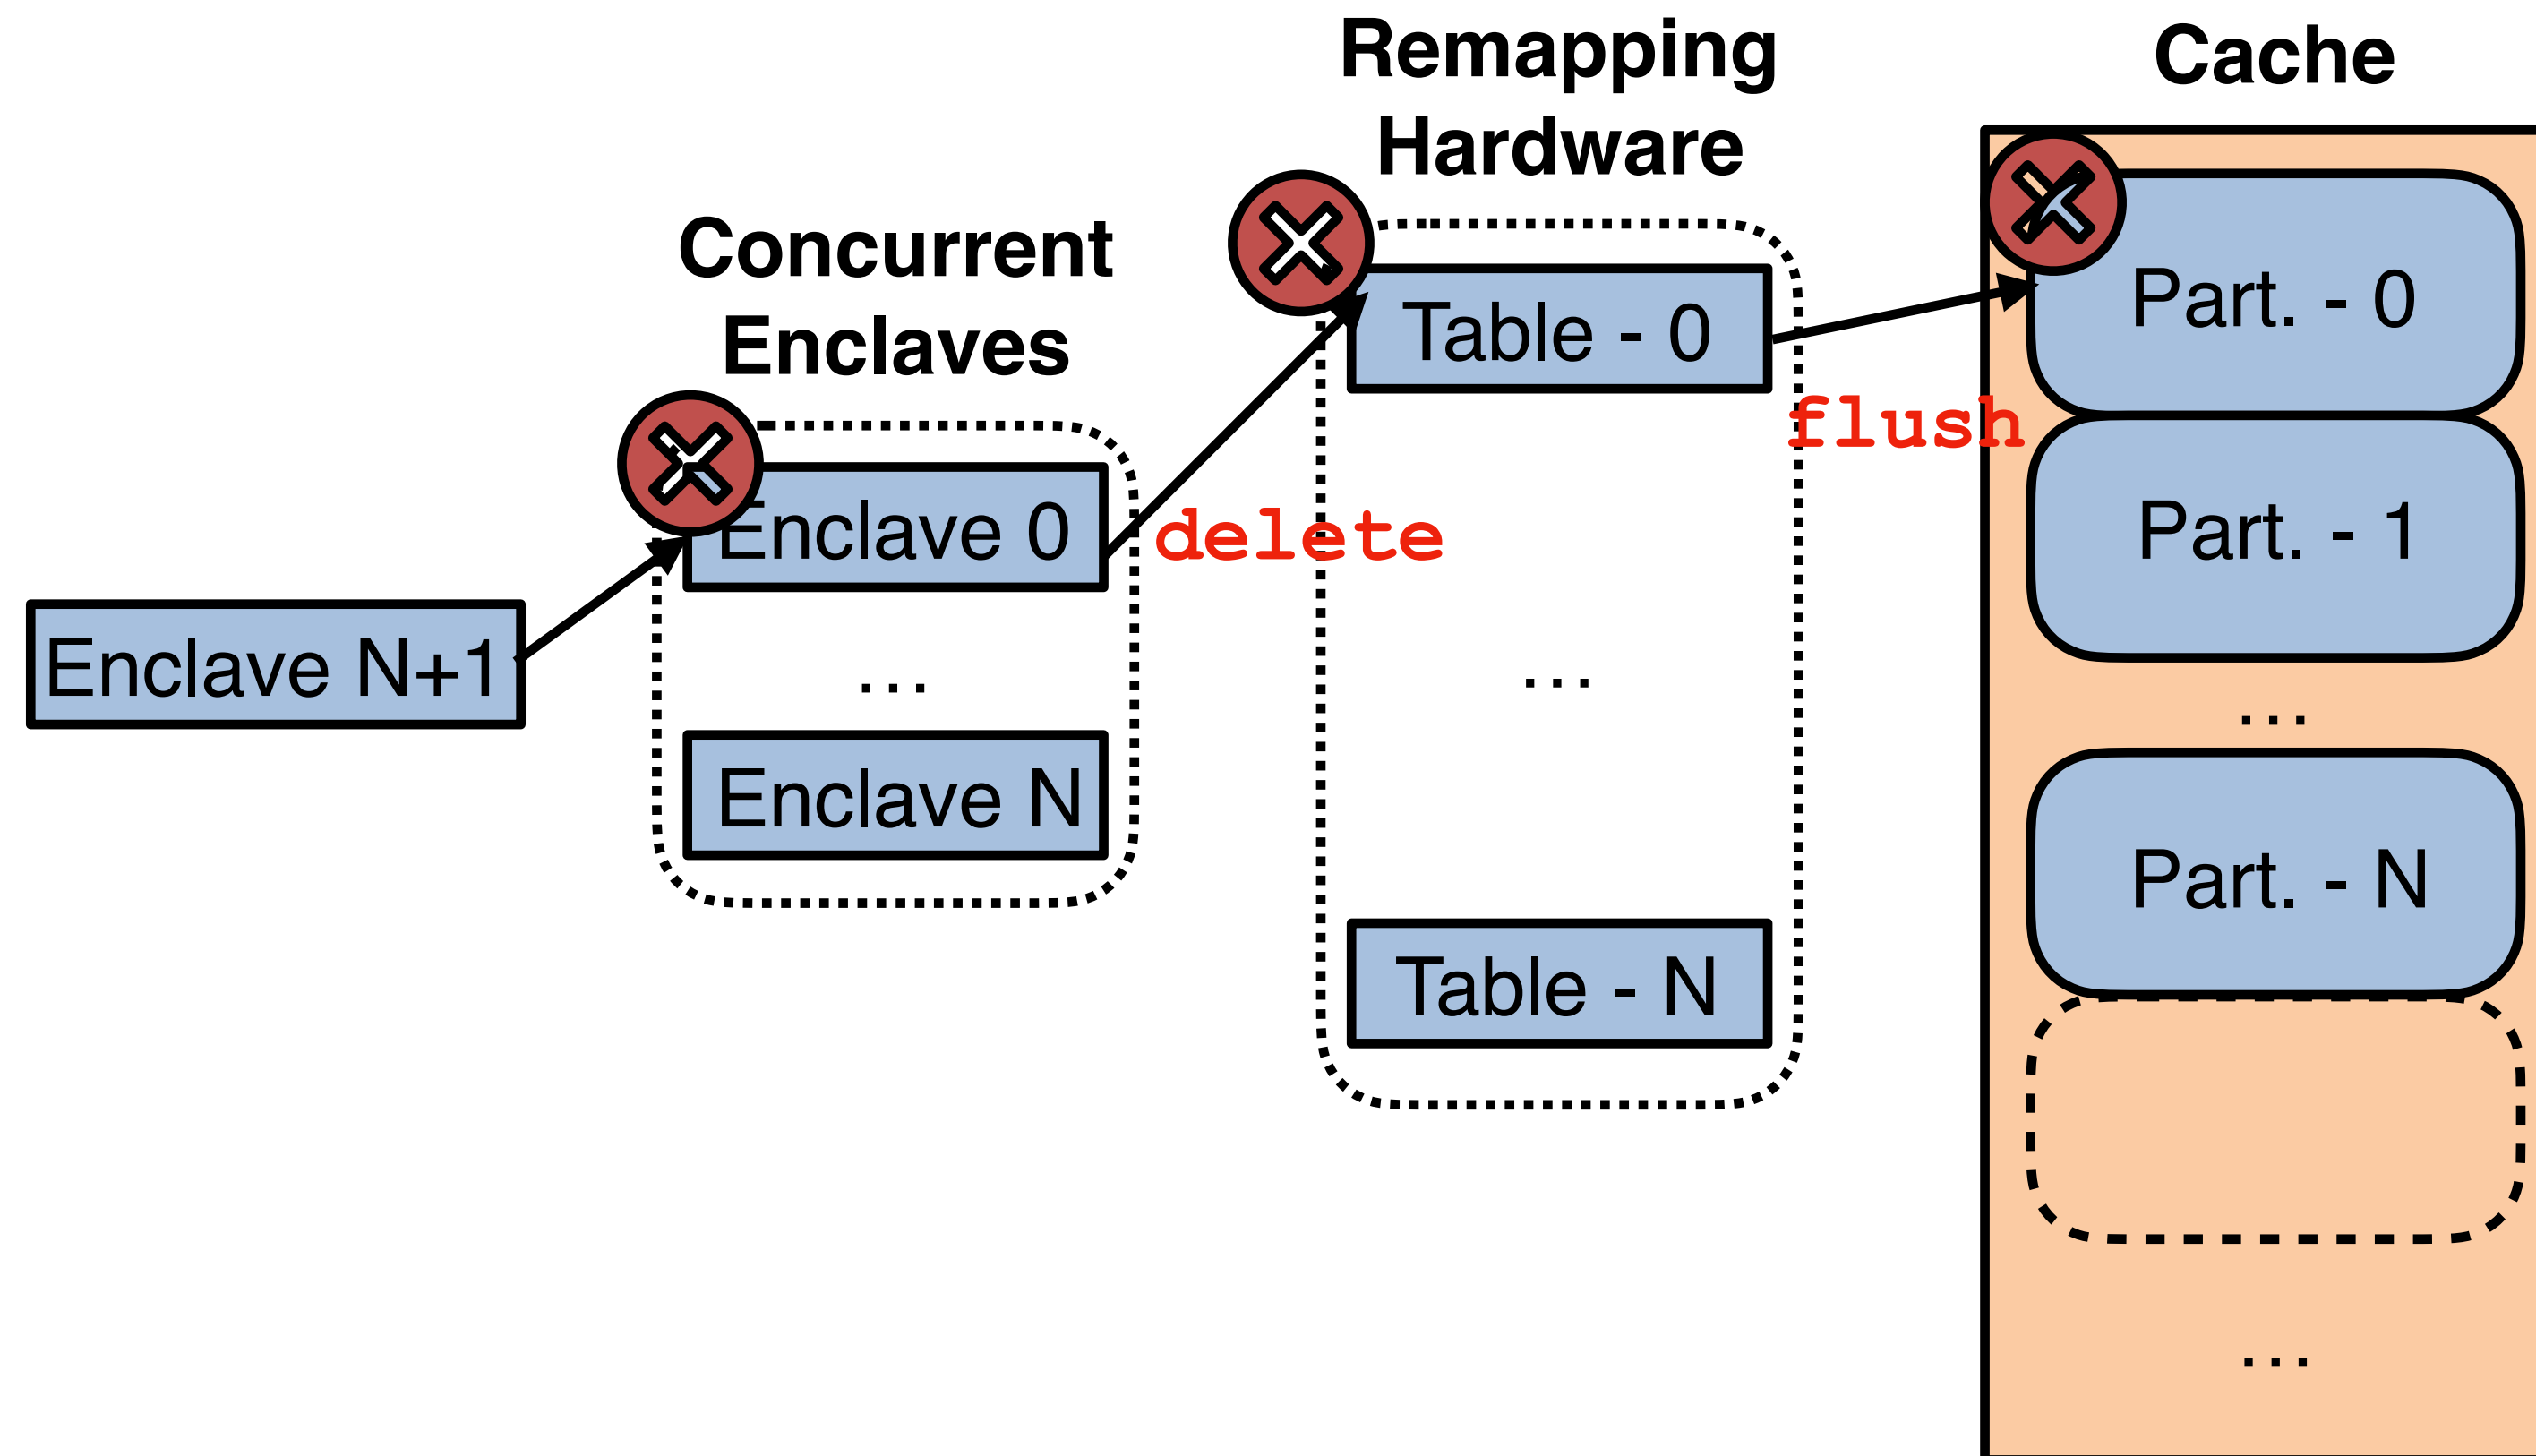 Remapping
Hardware
Cache
Concurrent
Enclaves
Enclave N+1
Enclave 0
...
Enclave N
delete
Table - 0
...
Table - N
flush
Part. - 0
Part. - 1
...
Part. - N
...